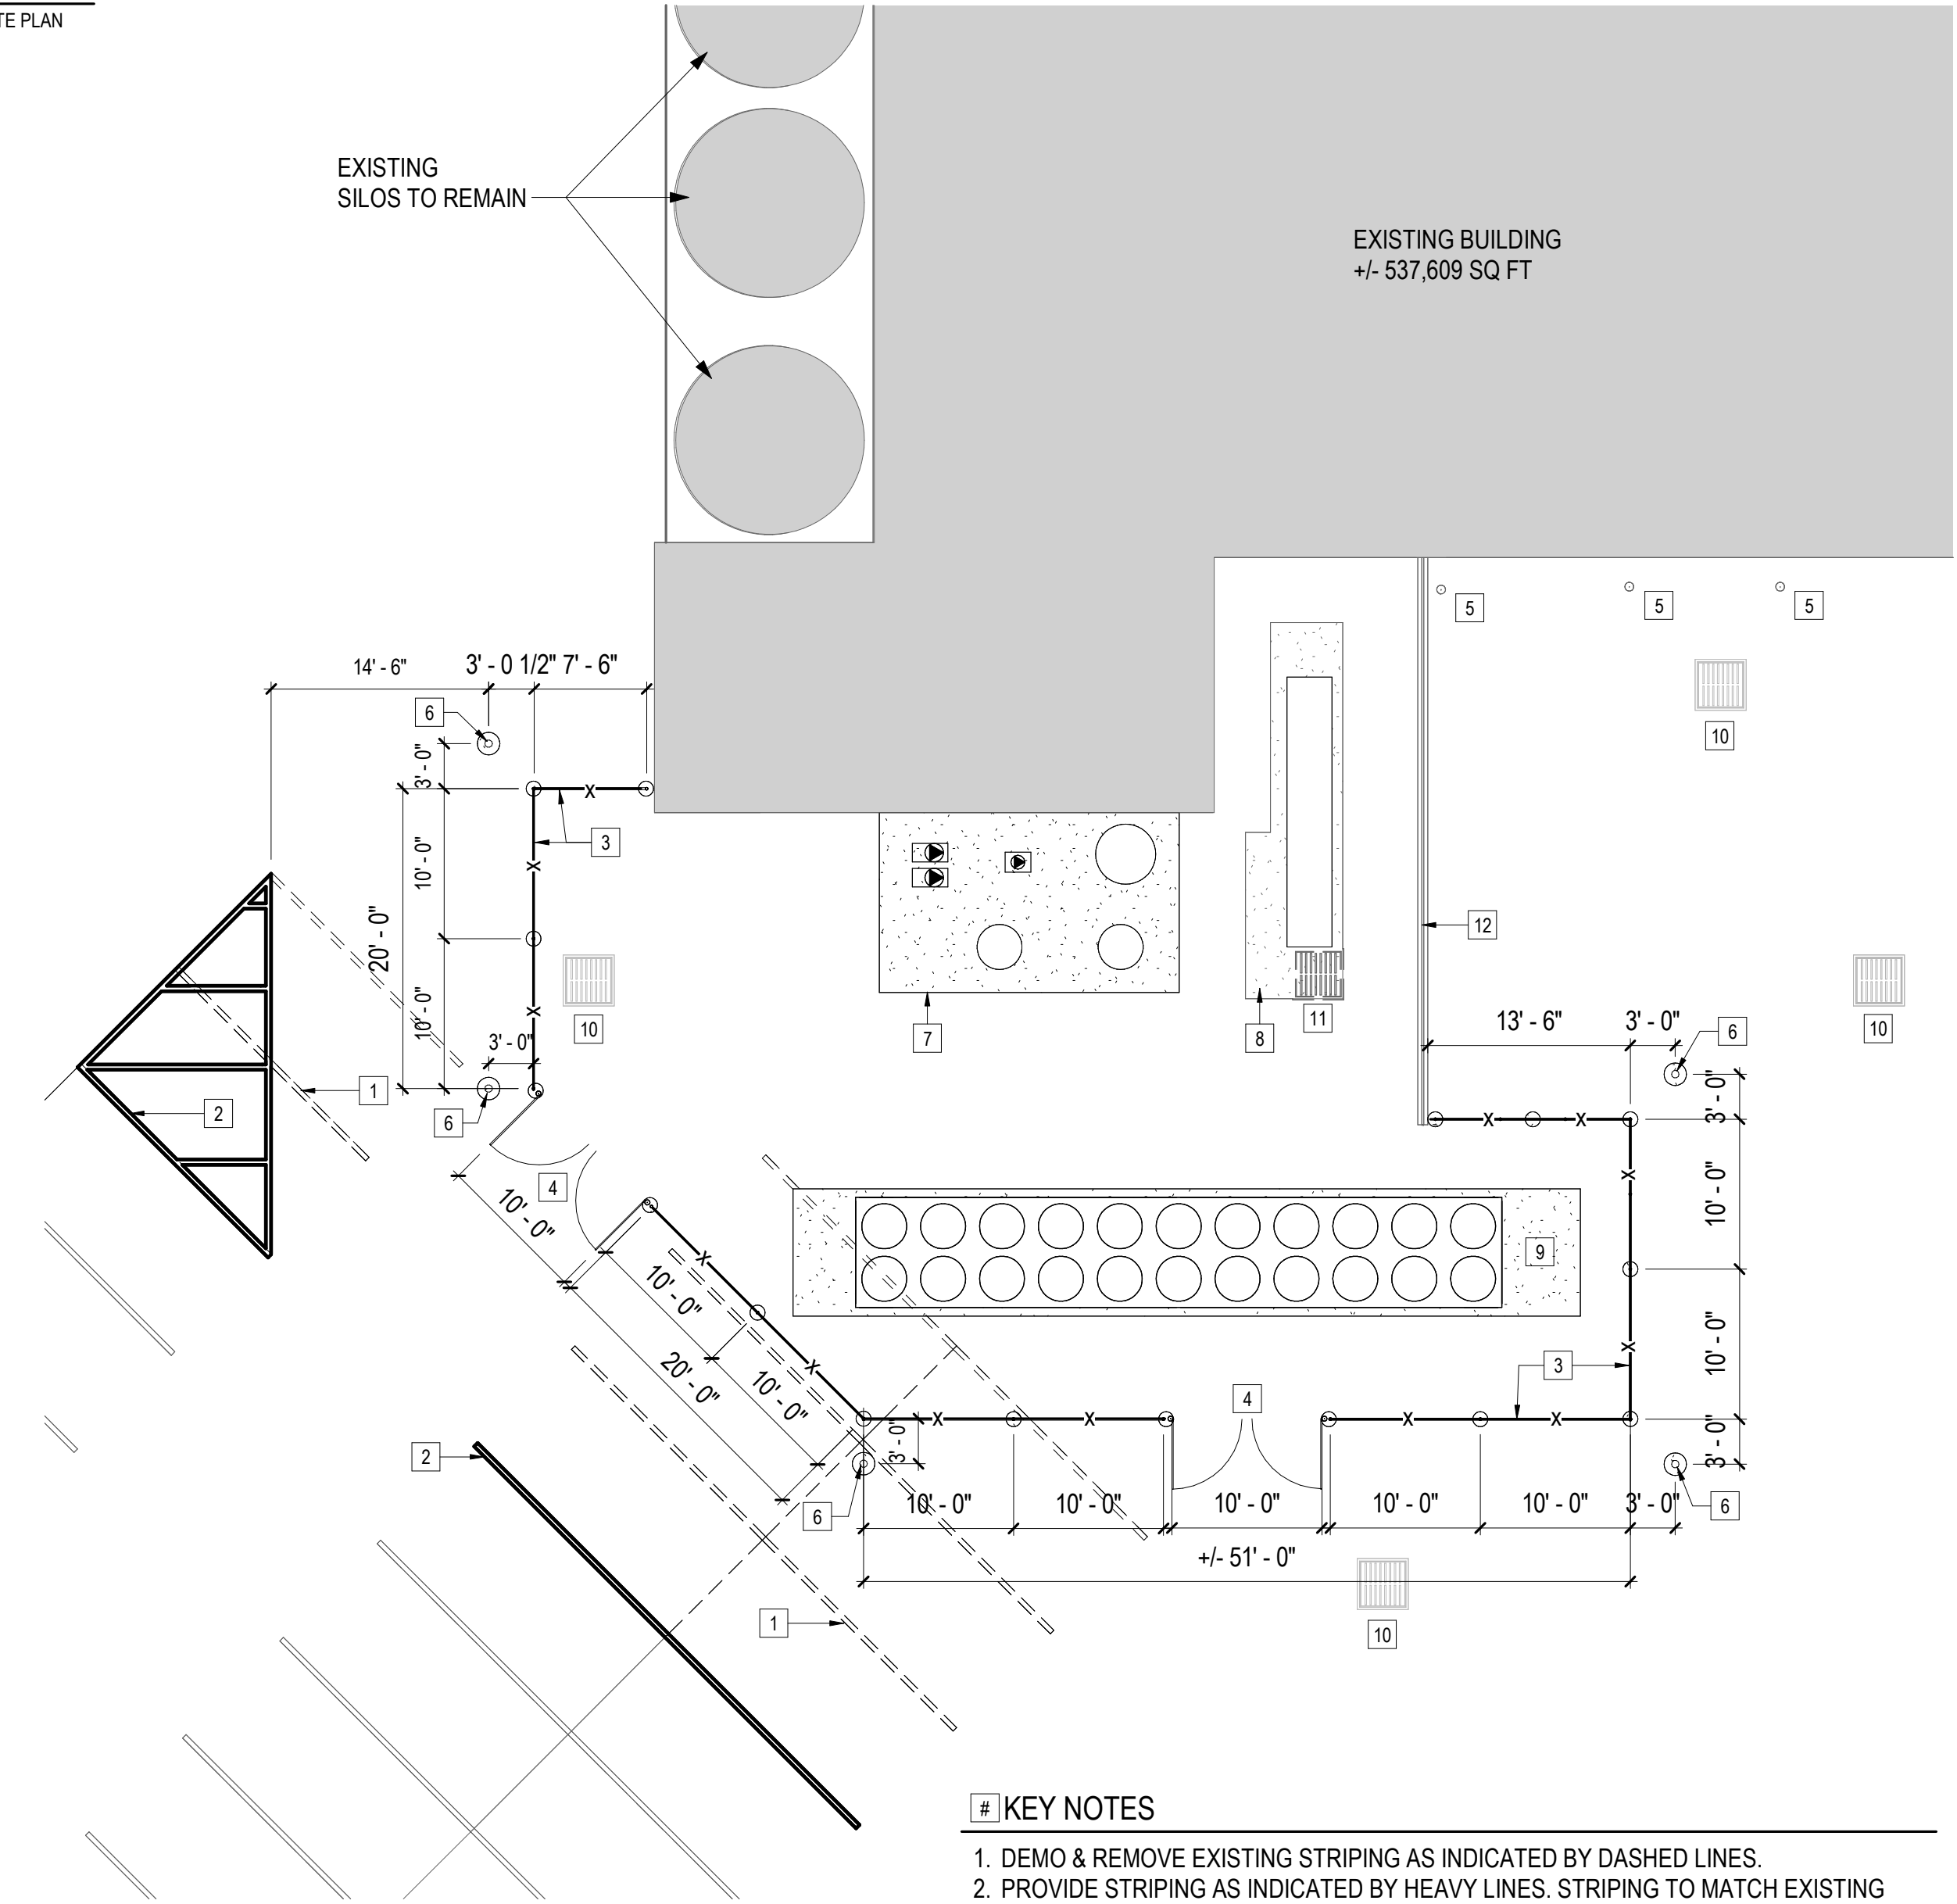 TE PLAN
EXISTING
SILOS TO REMAIN
EXISTING BUILDING
+/- 537,609 SQ FT
5
5
5
14' - 6"
3' - 0 1/2"
7' - 6"
6
10
3' - 0"
3
10' - 0"
20' - 0"
12
10' - 0"
10
7
8
11
13' - 6"
3' - 0"
6
10
3' - 0"
1
2
6
3' - 0"
4
10' - 0"
10' - 0"
9
10' - 0"
20' - 0"
10' - 0"
10' - 0"
3
4
2
3' - 0"
3' - 0"
6
10' - 0"
10' - 0"
10' - 0"
10' - 0"
10' - 0"
3' - 0"
6
+/- 51' - 0"
1
10
# KEY NOTES
1. DEMO & REMOVE EXISTING STRIPING AS INDICATED BY DASHED LINES.
2. PROVIDE STRIPING AS INDICATED BY HEAVY LINES. STRIPING TO MATCH EXISTING